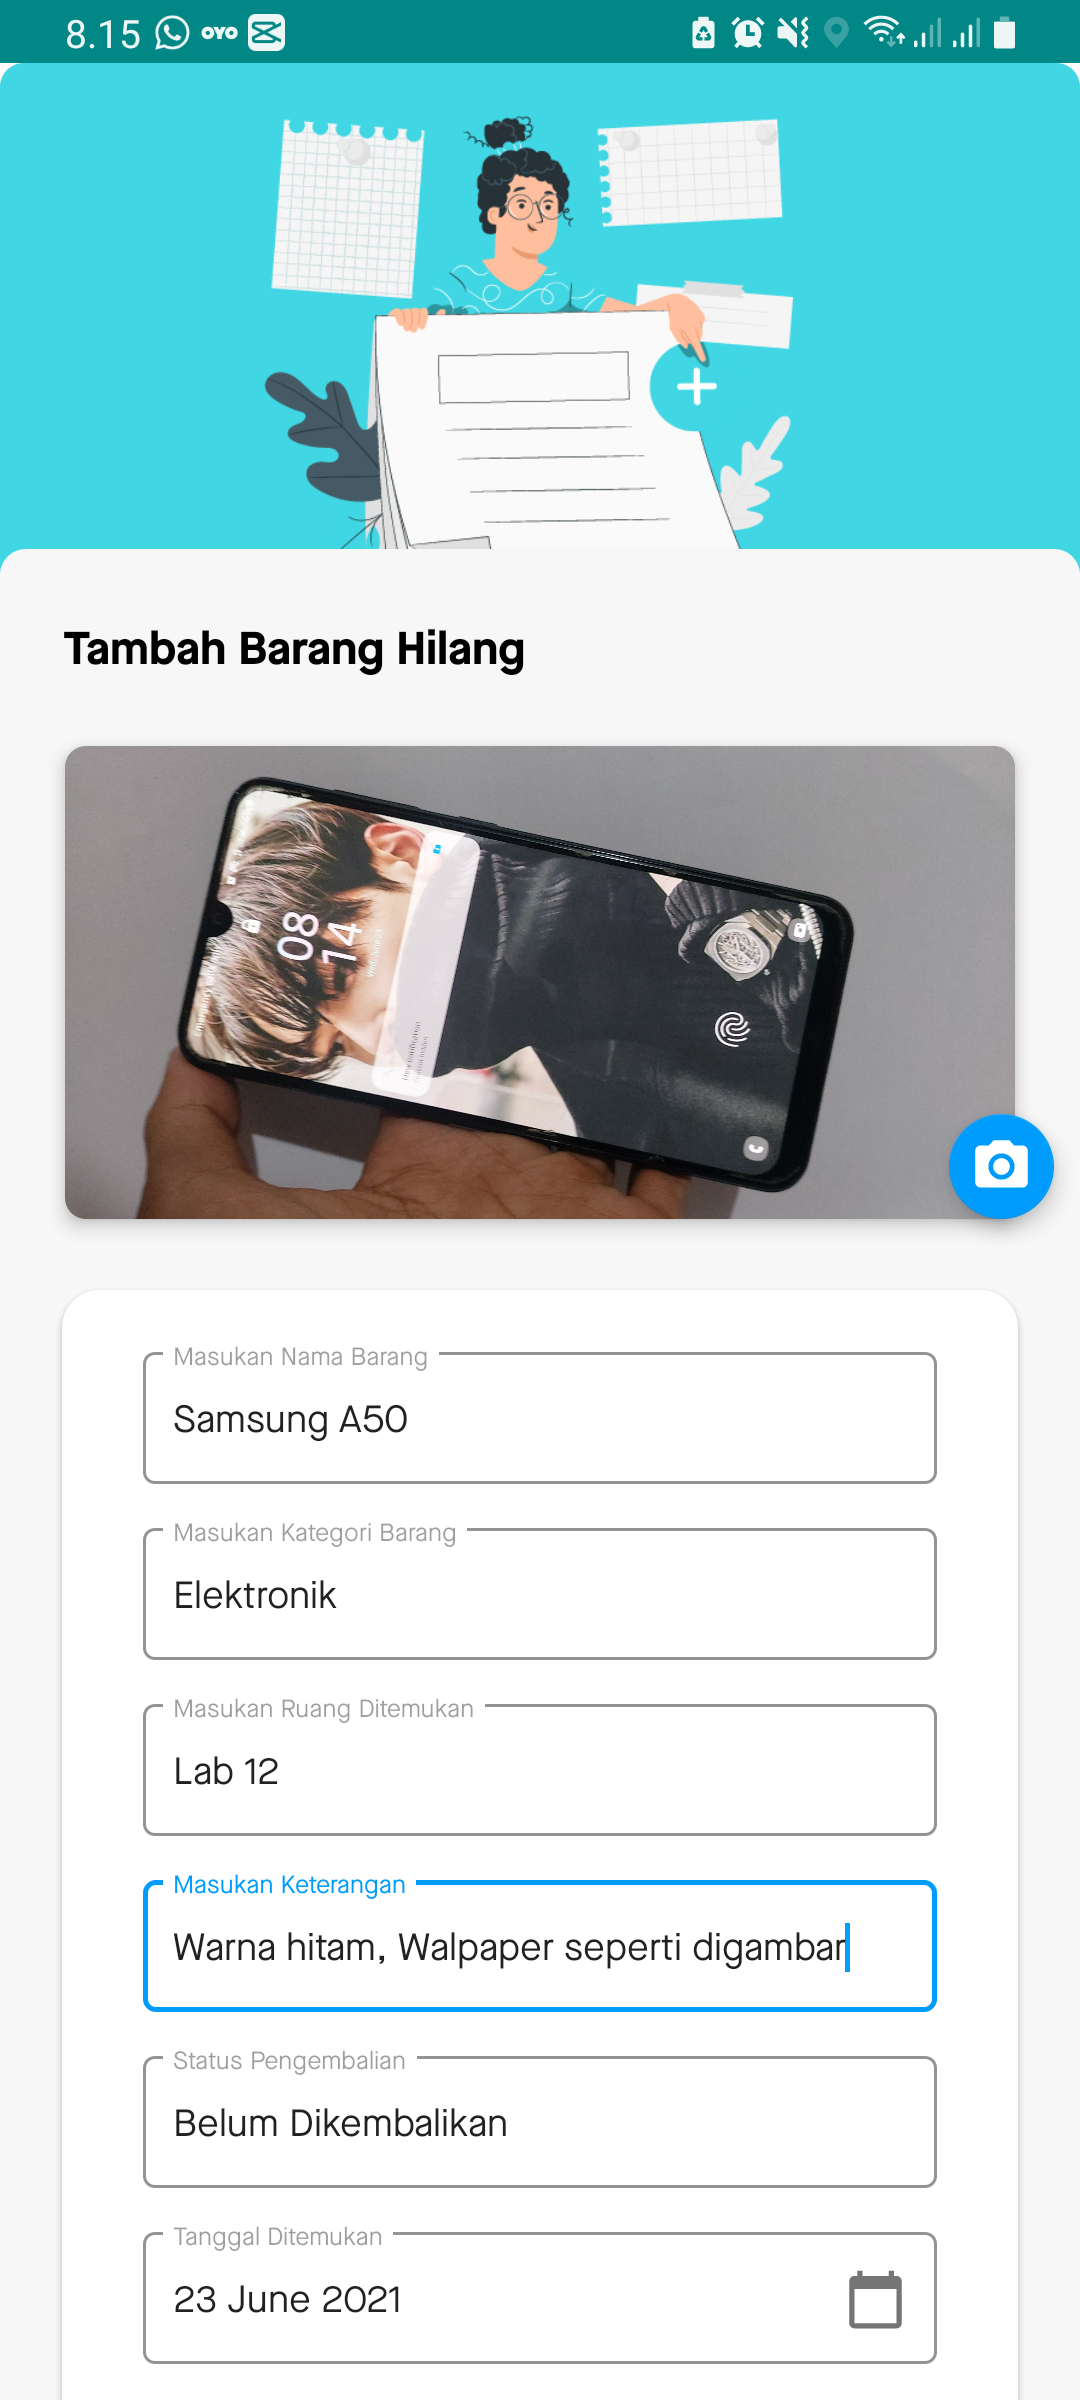 8.15 OYO
Tambah Barang Hilang
08
14
Masukan Nama Barang
Samsung A50
Masukan Kategori Barang
Elektronik
Masukan Ruang Ditemukan
Lab 12
Masukan Keterangan
Warna hitam, Walpaper seperti digambar
Status Pengembalian
Belum Dikembalikan
Tanggal Ditemukan
23 June 2021